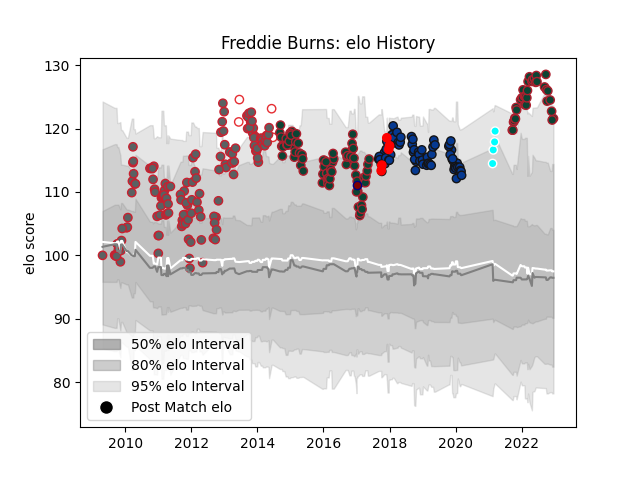 Freddie Burns: elo History
elo score
130
120
110
100
90
80
50% elo Interval
80% elo Interval
95% elo Interval
Post Match elo
2010 2012 2014 2016 2018 2020 2022